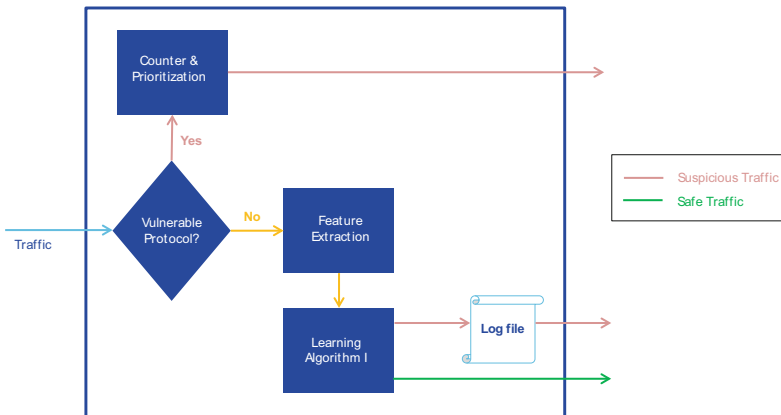 Counter &
Prioritization
Yes
Vulnerable
Protocol?
No
Traffic
Feature
Extraction
Learning
Algorithm I
Log file
Suspicious Traffic
Safe Traffic